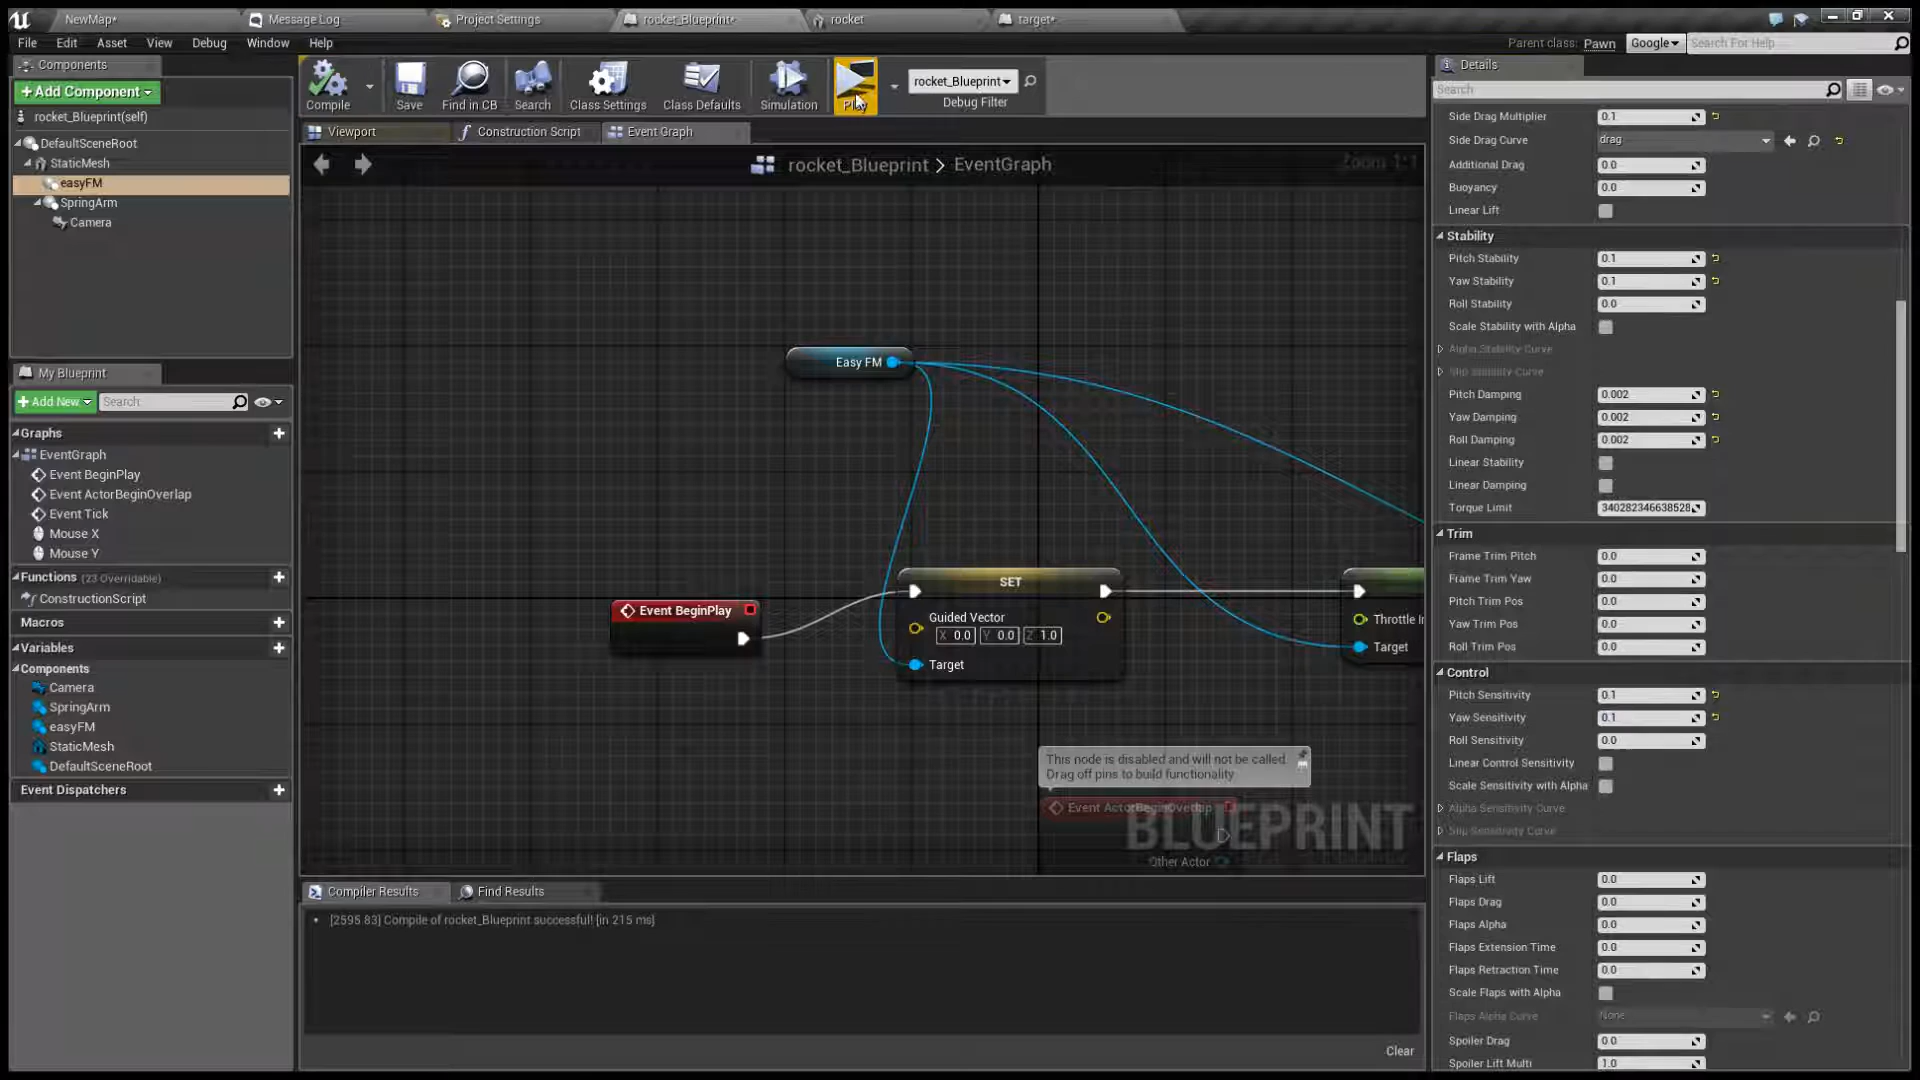 NewMap*
Message Log
Project Settings
rocket_Blueprint*
rocket
target*
File
Edit
Asset
View
Debug
Window
Help
Parent class:
Pawn
Google
Search For Help
Components
+Add Component
rocket_Blueprint(self)
DefaultSceneRoot
StaticMesh
easyFM
SpringArm
Camera
Compile
Save
Find in CB
Search
Class Settings
Class Defaults
Simulation
Play
rocket_Blueprint
Debug Filter
Viewport
Construction Script
Event Graph
rocket_Blueprint > EventGraph
Zoom 1:1
Easy FM
Event BeginPlay
SET
Guided Vector
X 0.0 Y 0.0 Z 1.0
Target
Target
This node is disabled and will not be called.
Drag off pins to build functionality.
Event ActorBeginOverlap
Other Actor
BLUEPRINT
My Blueprint
+Add New
Search
Graphs
EventGraph
Event BeginPlay
Event ActorBeginOverlap
Event Tick
Mouse X
Mouse Y
Functions (23 Overridable)
ConstructionScript
Macros
Variables
Components
Camera
SpringArm
easyFM
StaticMesh
DefaultSceneRoot
Event Dispatchers
Compiler Results
Find Results
[2595.83] Compile of rocket_Blueprint successful! [in 215 ms]
Clear
Details
Search
Side Drag Multiplier 0.1
Side Drag Curve drag
Additional Drag 0.0
Buoyancy 0.0
Linear Lift
Stability
Pitch Stability 0.1
Yaw Stability 0.1
Roll Stability 0.0
Scale Stability with Alpha
Alpha Stability Curve
Slip Stability Curve
Pitch Damping 0.002
Yaw Damping 0.002
Roll Damping 0.002
Linear Stability
Linear Damping
Torque Limit 340282346638528
Trim
Frame Trim Pitch 0.0
Frame Trim Yaw 0.0
Pitch Trim Pos 0.0
Yaw Trim Pos 0.0
Roll Trim Pos 0.0
Control
Pitch Sensitivity 0.1
Yaw Sensitivity 0.1
Roll Sensitivity 0.0
Linear Control Sensitivity
Scale Sensitivity with Alpha
Alpha Sensitivity Curve
Slip Sensitivity Curve
Flaps
Flaps Lift 0.0
Flaps Drag 0.0
Flaps Alpha 0.0
Flaps Extension Time 0.0
Flaps Retraction Time 0.0
Scale Flaps with Alpha
Flaps Alpha Curve None
Spoiler Drag 0.0
Spoiler Lift Multi 1.0